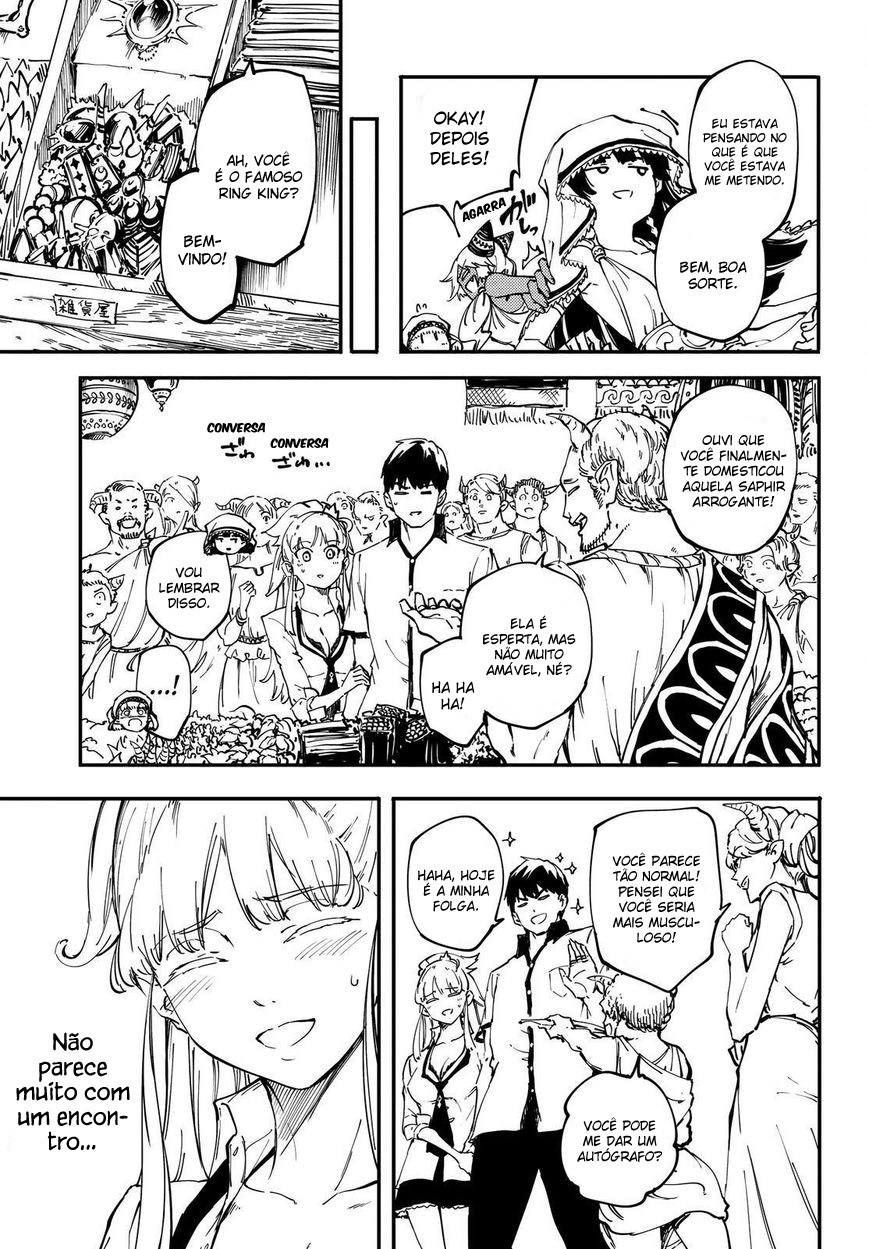 EU ESTAVA
PENSANDO NO
QUE É QUE
VOCÊ ESTAVA
ME METENDO.
BEM, BOA
SORTE.
OKAY!
DEPOIS
DELES!
AGARRA
ガしっ
AH, VOCÊ
É O FAMOSO
RING KING?
BEM-
VINDO!
雑貨屋
OUVI QUE
VOCÊ FINALMEN-
TE DOMESTICOU
AQUELA SAPHIR
ARROGANTE!
ELA É
ESPERTA, MAS
NÃO MUITO
AMÁVEL, NÉ?
HA HA
HA!
CONVERSA
ざわ…
CONVERSA
ざわ
VOU
LEMBRAR
DISSO.
...!
VOCÊ PARECE
TÃO NORMAL!
PENSEI QUE
VOCÊ SERIA
MAIS MUSCU-
LOSO!
HAHA, HOJE
É A MINHA
FOLGA.
VOCÊ PODE
ME DAR UM
AUTÓGRAFO?
Não
parece
muito com
um encon-
tro...